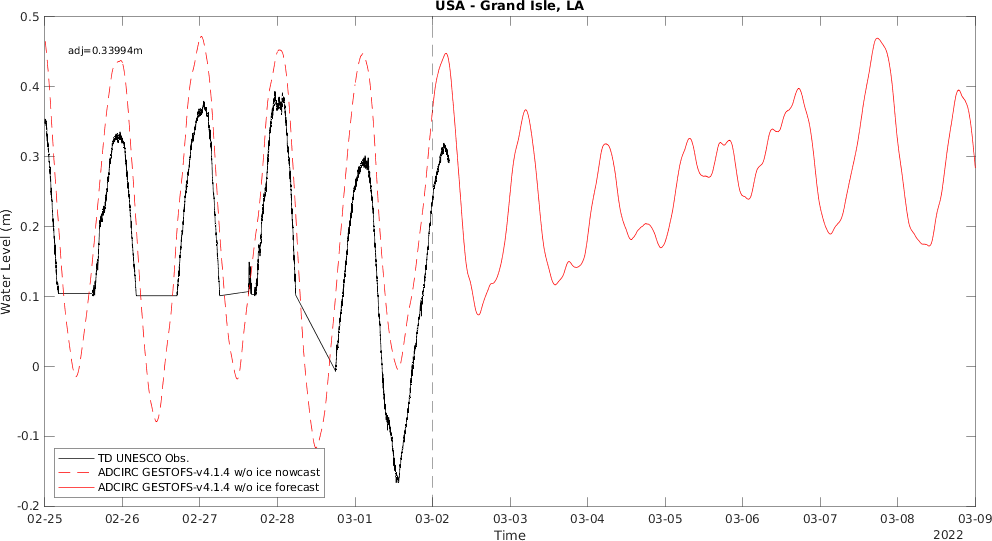 USA - Grand Isle, LA
adj=0.33994m
0.5
0.4
0.3
0.2
0.1
0
-0.1
-0.2
Water Level (m)
TD UNESCO Obs.
ADCIRC GESTOFS-v4.1.4 w/o ice nowcast
ADCIRC GESTOFS-v4.1.4 w/o ice forecast
02-25 02-26 02-27 02-28 03-01 03-02 03-03 03-04 03-05 03-06 03-07 03-08 03-09
Time
2022